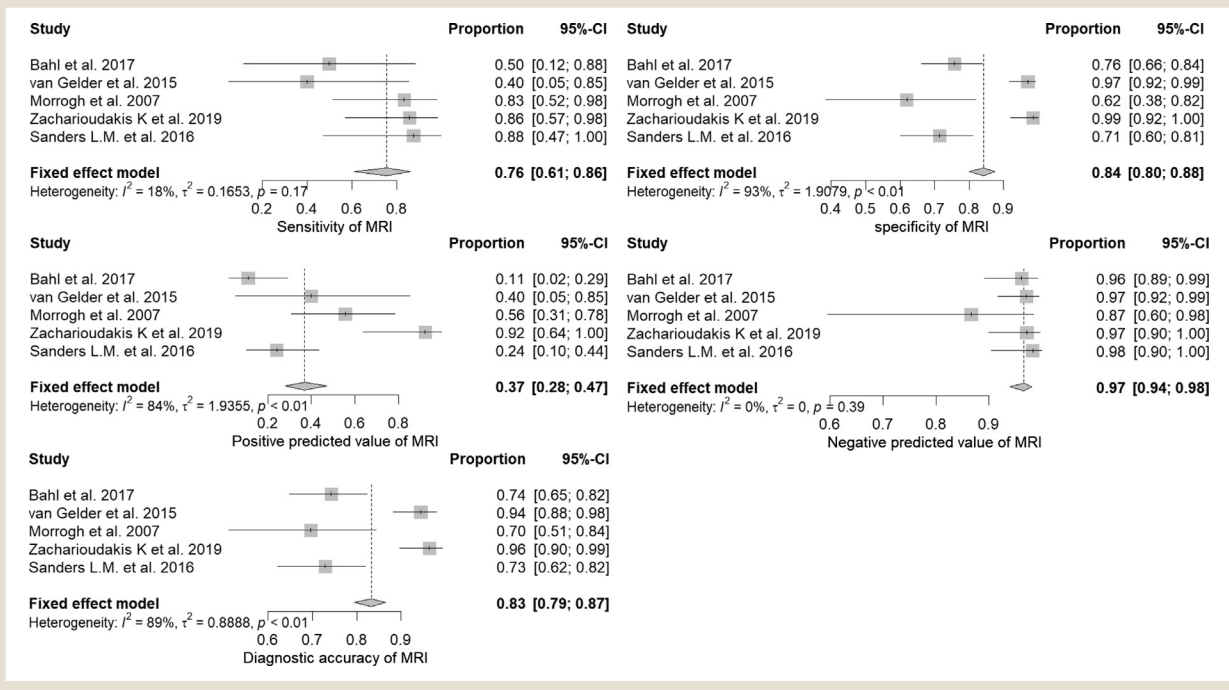 Study Proportion 95%-CI
Bahl et al. 2017 0.50 [0.12; 0.88]
van Gelder et al. 2015 0.40 [0.05; 0.85]
Morrogh et al. 2007 0.83 [0.52; 0.98]
Zacharioudakis K et al. 2019 0.86 [0.57; 0.98]
Sanders L.M. et al. 2016 0.88 [0.47; 1.00]
Fixed effect model 0.76 [0.61; 0.86]
Heterogeneity: I² = 18%, τ² = 0.1653, p = 0.17
0.2 0.4 0.6 0.8
Sensitivity of MRI
Study Proportion 95%-CI
Bahl et al. 2017 0.76 [0.66; 0.84]
van Gelder et al. 2015 0.97 [0.92; 0.99]
Morrogh et al. 2007 0.62 [0.38; 0.82]
Zacharioudakis K et al. 2019 0.99 [0.92; 1.00]
Sanders L.M. et al. 2016 0.71 [0.60; 0.81]
Fixed effect model 0.84 [0.80; 0.88]
Heterogeneity: I² = 93%, τ² = 1.9079, p < 0.01
0.4 0.5 0.6 0.7 0.8 0.9
specificity of MRI
Study Proportion 95%-CI
Bahl et al. 2017 0.11 [0.02; 0.29]
van Gelder et al. 2015 0.40 [0.05; 0.85]
Morrogh et al. 2007 0.56 [0.31; 0.78]
Zacharioudakis K et al. 2019 0.92 [0.64; 1.00]
Sanders L.M. et al. 2016 0.24 [0.10; 0.44]
Fixed effect model 0.37 [0.28; 0.47]
Heterogeneity: I² = 84%, τ² = 1.9355, p < 0.01
0.2 0.4 0.6 0.8
Positive predicted value of MRI
Study Proportion 95%-CI
Bahl et al. 2017 0.96 [0.89; 0.99]
van Gelder et al. 2015 0.97 [0.92; 0.99]
Morrogh et al. 2007 0.87 [0.60; 0.98]
Zacharioudakis K et al. 2019 0.97 [0.90; 1.00]
Sanders L.M. et al. 2016 0.98 [0.90; 1.00]
Fixed effect model 0.97 [0.94; 0.98]
Heterogeneity: I² = 0%, τ² = 0, p = 0.39
0.6 0.7 0.8 0.9
Negative predicted value of MRI
Study Proportion 95%-CI
Bahl et al. 2017 0.74 [0.65; 0.82]
van Gelder et al. 2015 0.94 [0.88; 0.98]
Morrogh et al. 2007 0.70 [0.51; 0.84]
Zacharioudakis K et al. 2019 0.96 [0.90; 0.99]
Sanders L.M. et al. 2016 0.73 [0.62; 0.82]
Fixed effect model 0.83 [0.79; 0.87]
Heterogeneity: I² = 89%, τ² = 0.8888, p < 0.01
0.6 0.7 0.8 0.9
Diagnostic accuracy of MRI